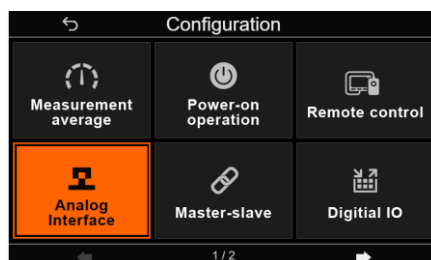 Configuration
Measurement
average
Power-on
operation
Remote control
Analog
Interface
Master-slave
Digitial IO
1/2